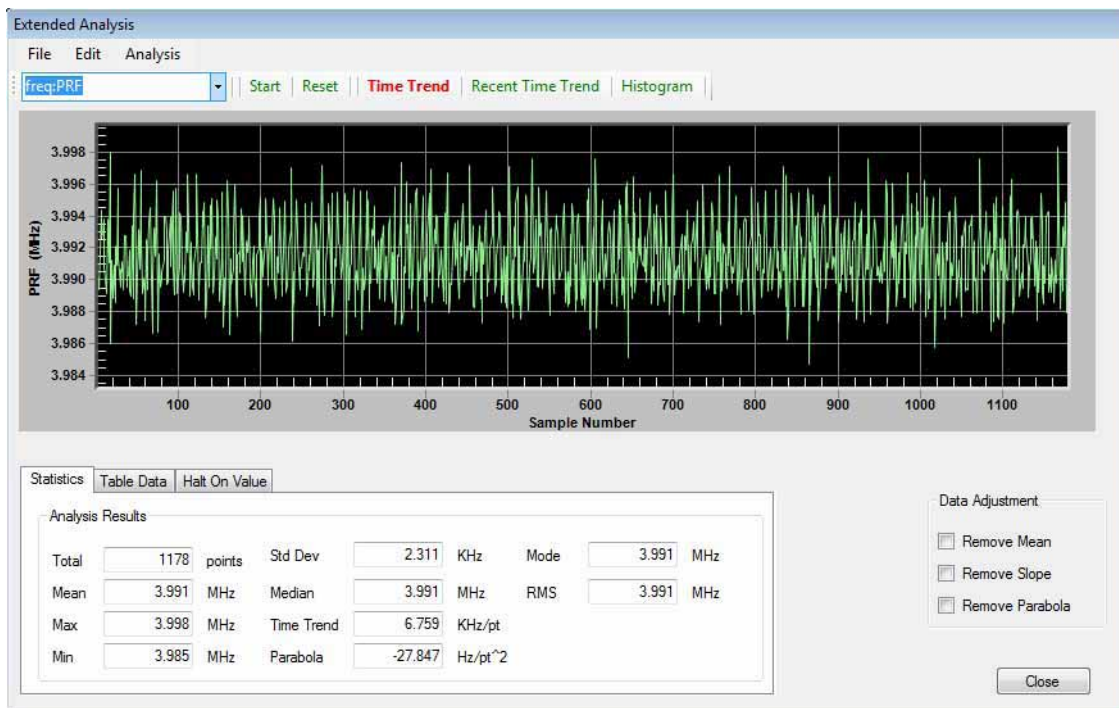 Extended Analysis
File Edit Analysis
freq:PRF Start Reset Time Trend Recent Time Trend Histogram
PRF (MHz)
3.998
3.996
3.994
3.992
3.990
3.988
3.986
3.984
100 200 300 400 500 600 700 800 900 1000 1100
Sample Number
Statistics Table Data Halt On Value
Analysis Results
Total 1178 points Std Dev 2.311 KHz Mode 3.991 MHz
Mean 3.991 MHz Median 3.991 MHz RMS 3.991 MHz
Max 3.998 MHz Time Trend 6.759 KHz/pt
Min 3.985 MHz Parabola -27.847 Hz/pt^2
Data Adjustment
Remove Mean
Remove Slope
Remove Parabola
Close